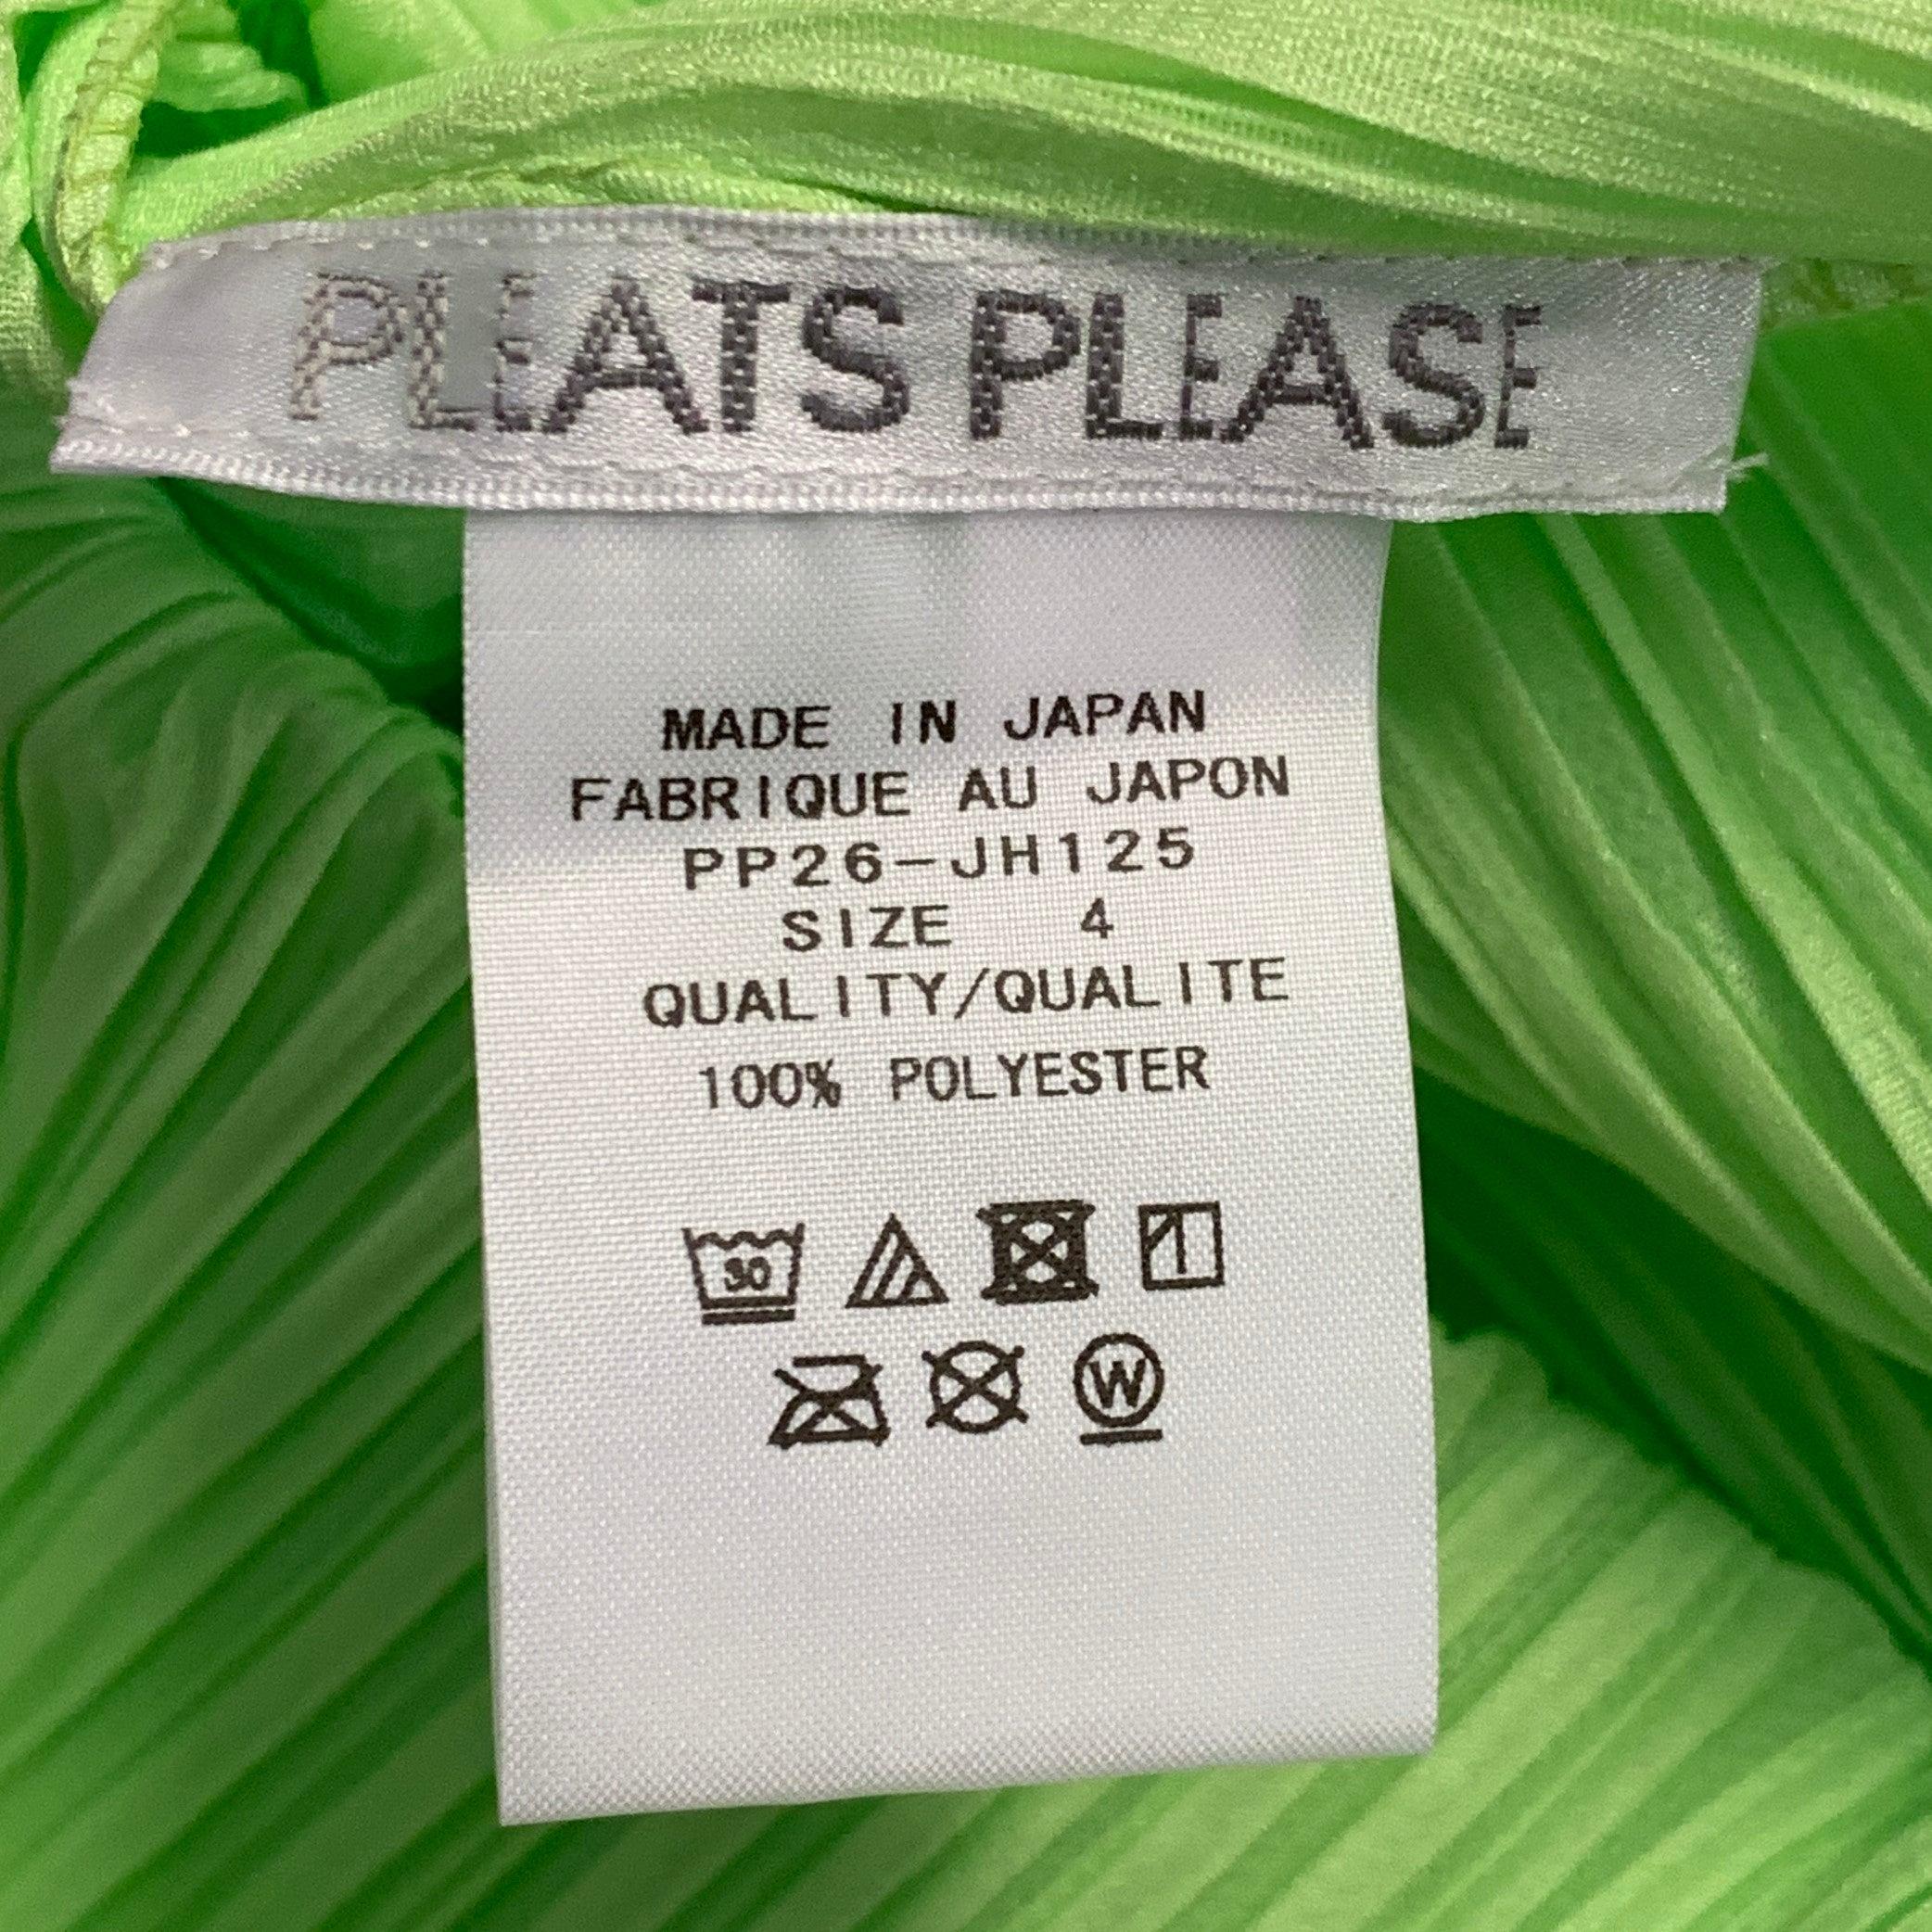 PLEATS PLEASE
MADE IN JAPAN
FABRIQUE AU JAPON
PP26-JH125
SIZE 4
QUALITY/QUALITE
100% POLYESTER
30
W